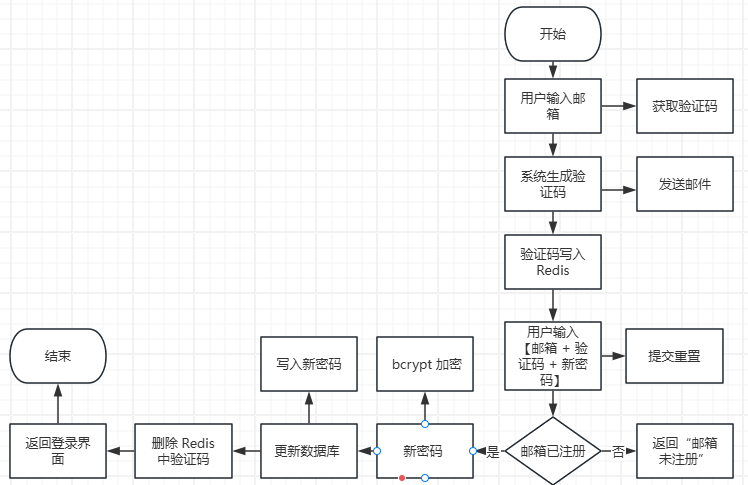 开始
用户输入邮
箱
获取验证码
系统生成验
证码
发送邮件
验证码写入
Redis
用户输入
【邮箱 + 验
证码 + 新密
码】
提交重置
结束
写入新密码
bcrypt 加密
返回登录界
面
删除 Redis
中验证码
更新数据库
新密码
是
邮箱已注册
否
返回“邮箱
未注册”